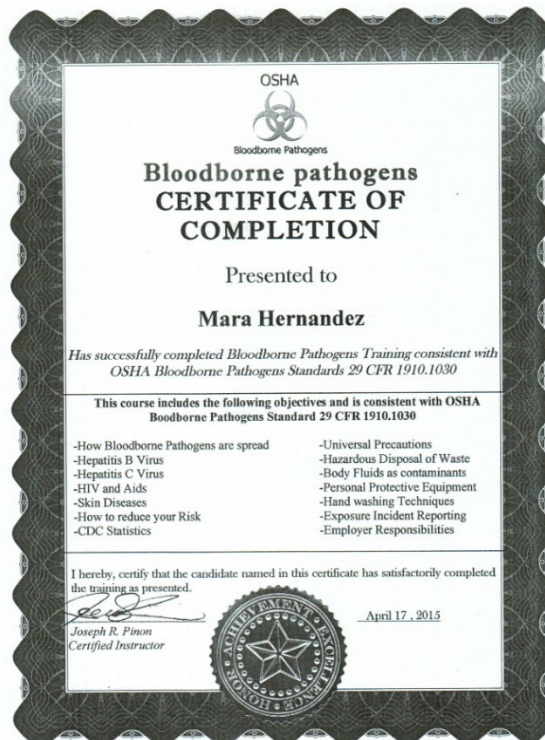 OSHA
Bloodborne Pathogens
Bloodborne pathogens
CERTIFICATE OF
COMPLETION
Presented to
Mara Hernandez
Has successfully completed Bloodborne Pathogens Training consistent with
OSHA Bloodborne Pathogens Standards 29 CFR 1910.1030
This course includes the following objectives and is consistent with OSHA
Boodborne Pathogens Standard 29 CFR 1910.1030
-How Bloodborne Pathogens are spread
-Hepatitis B Virus
-Hepatitis C Virus
-HIV and Aids
-Skin Diseases
-How to reduce your Risk
-CDC Statistics
-Universal Precautions
-Hazardous Disposal of Waste
-Body Fluids as contaminants
-Personal Protective Equipment
-Hand washing Techniques
-Exposure Incident Reporting
-Employer Responsibilities
I hereby, certify that the candidate named in this certificate has satisfactorily completed
the training as presented.
Joseph R. Pinon
Certified Instructor
April 17 , 2015
HONOR • ACHIEVEMENT • EXCELLENCE